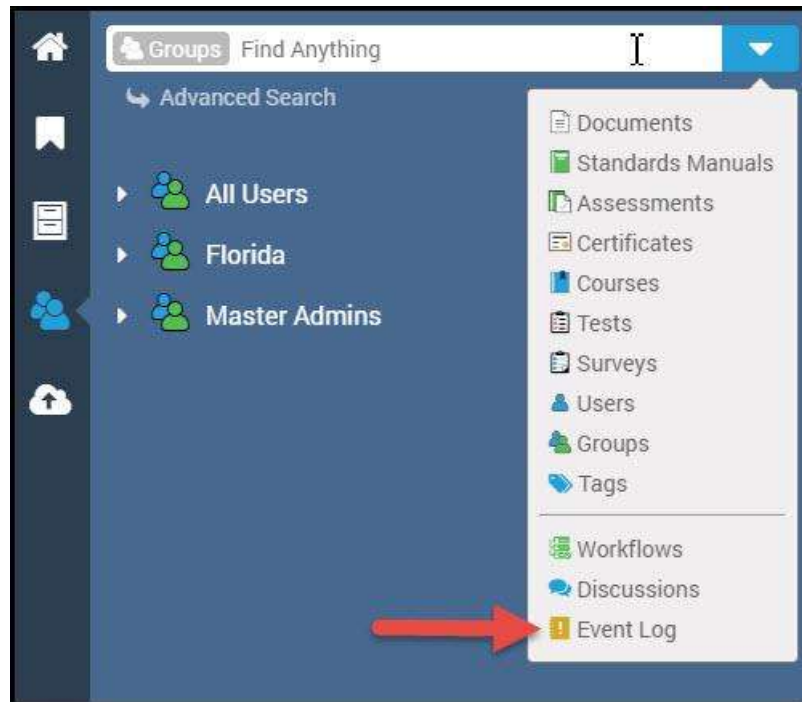 Groups Find Anything
Advanced Search
All Users
Florida
Master Admins
Documents
Standards Manuals
Assessments
Certificates
Courses
Tests
Surveys
Users
Groups
Tags
Workflows
Discussions
Event Log